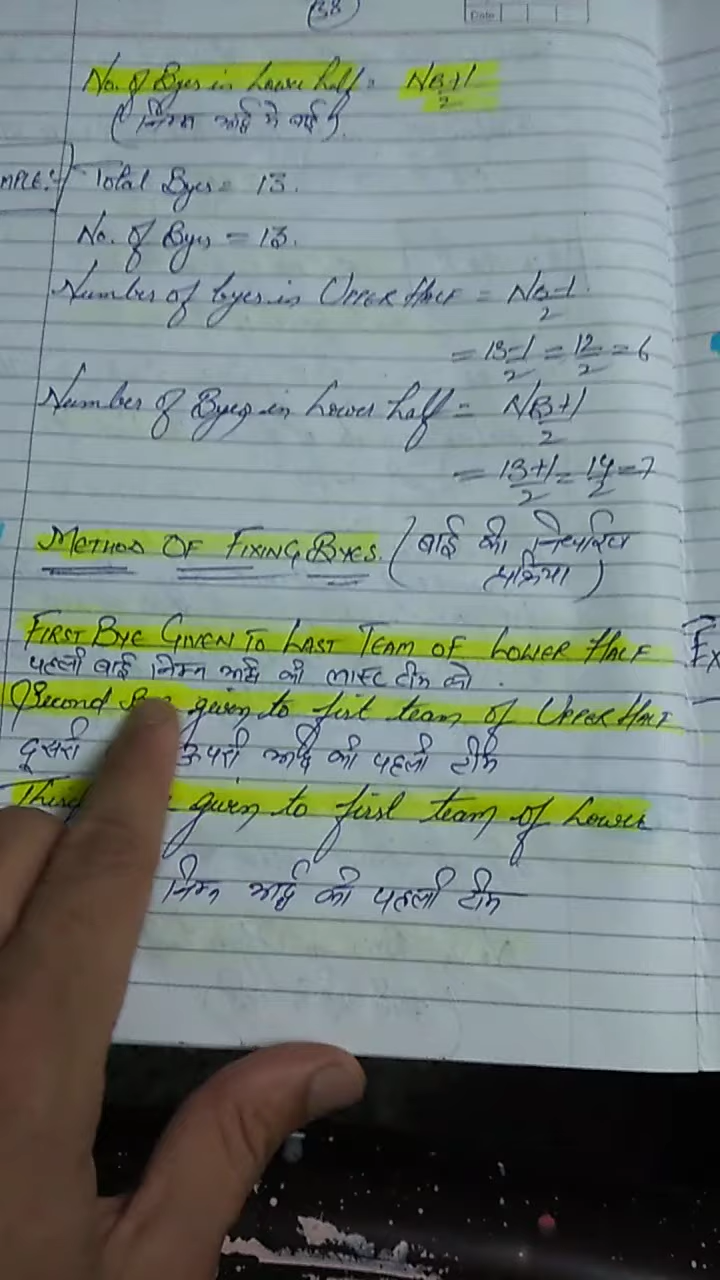 38
Date
No. of Byes in Lower half = NB+1/2
(निम्न अर्द्ध मे बाई)
MPLE:- Total Byes = 13.
No. of Byes = 13.
Number of byes in UPPER HALF = NB-1/2
= 13-1/2 = 12/2 = 6
Number of Byes in Lower half = NB+1/2
= 13+1/2 = 14/2 = 7
METHOD OF FIXING BYES. (बाई की निर्धारण
प्रक्रिया)
FIRST BYE GIVEN TO LAST TEAM OF LOWER HALF
Ex
पहली बाई निम्न अर्द्ध की लास्ट टीम को.
Second given to first team of UPPER HALF
दूसरी ऊपरी अर्द्ध की पहली टीम
given to first team of Lower
निम्न अर्द्ध की पहली टीम